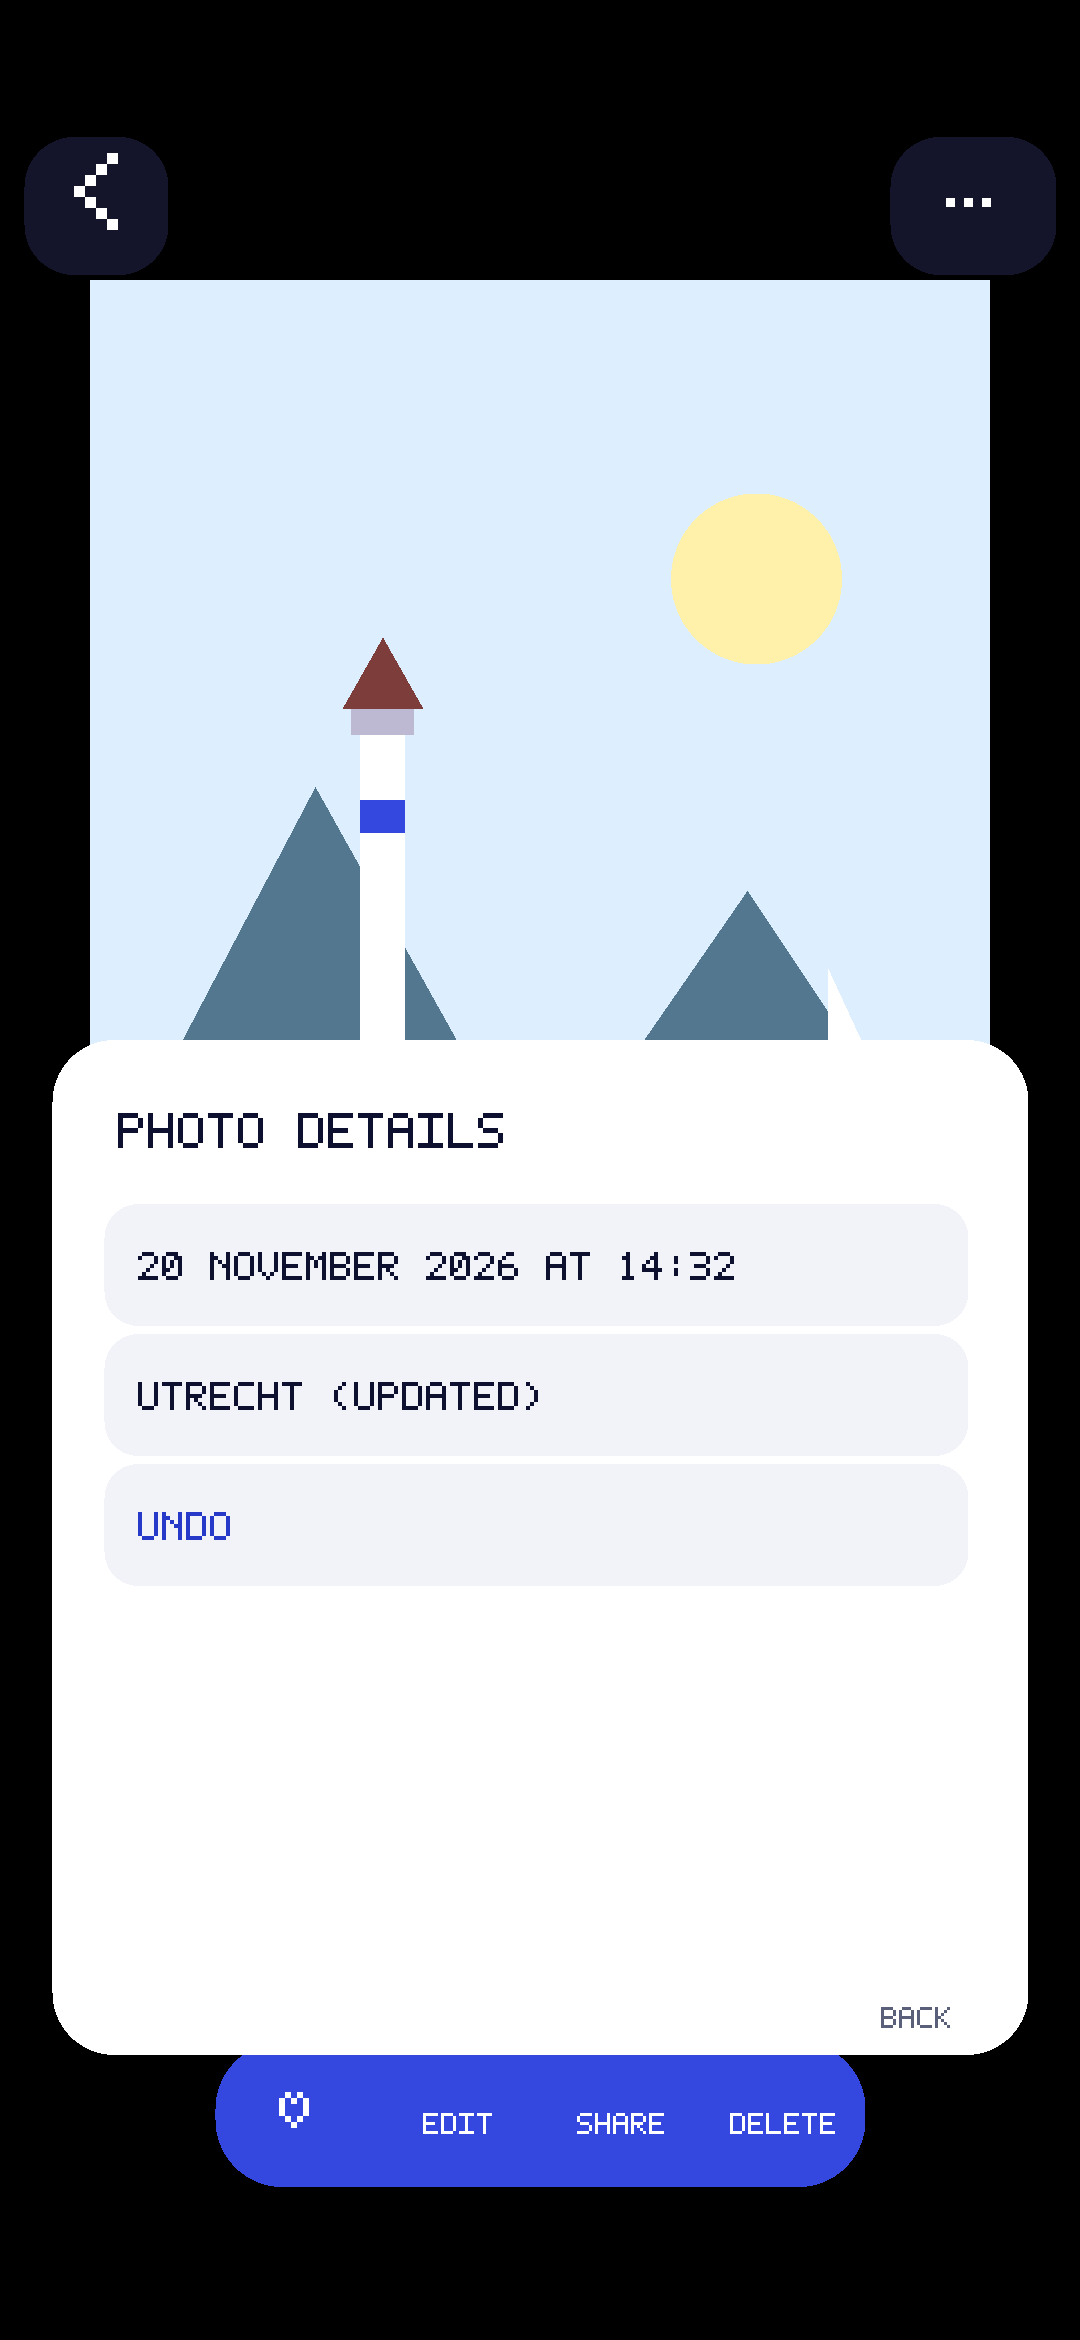 PHOTO DETAILS
20 NOVEMBER 2026 AT 14:32
UTRECHT (UPDATED)
UNDO
BACK
EDIT SHARE DELETE